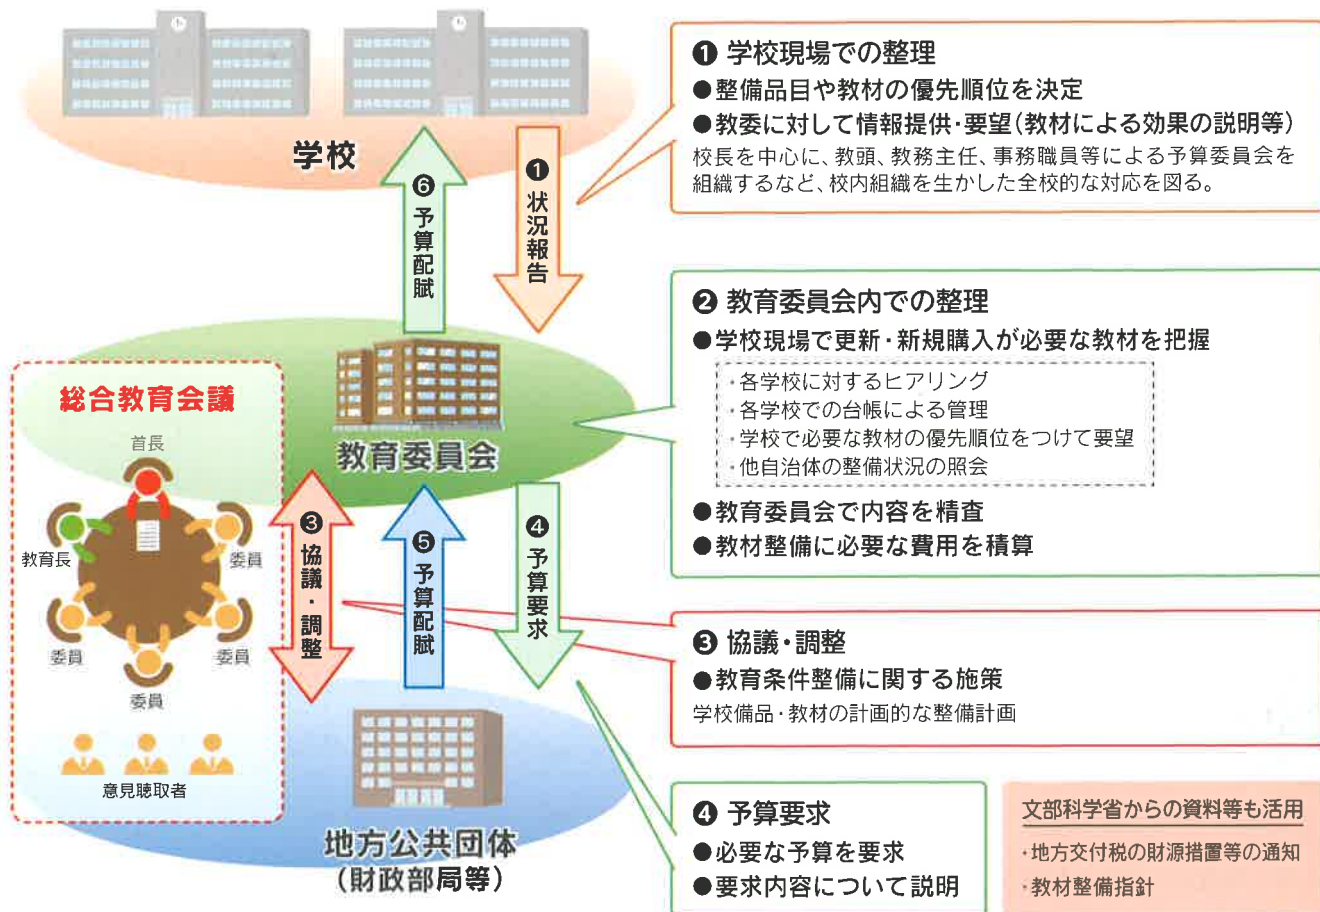 学校
❻予算配賦
❶状況報告
❶ 学校現場での整理
●整備品目や教材の優先順位を決定
●教委に対して情報提供・要望(教材による効果の説明等)
校長を中心に、教頭、教務主任、事務職員等による予算委員会を
組織するなど、校内組織を生かした全校的な対応を図る。
教育委員会
❷ 教育委員会内での整理
●学校現場で更新・新規購入が必要な教材を把握
・各学校に対するヒアリング
・各学校での台帳による管理
・学校で必要な教材の優先順位をつけて要望
・他自治体の整備状況の照会
●教育委員会で内容を精査
●教材整備に必要な費用を積算
総合教育会議
首長
教育長
委員
委員
委員
委員
意見聴取者
❸協議・調整
❺予算配賦
❹予算要求
❸ 協議・調整
●教育条件整備に関する施策
学校備品・教材の計画的な整備計画
地方公共団体
(財政部局等)
❹ 予算要求
●必要な予算を要求
●要求内容について説明
文部科学省からの資料等も活用
・地方交付税の財源措置等の通知
・教材整備指針